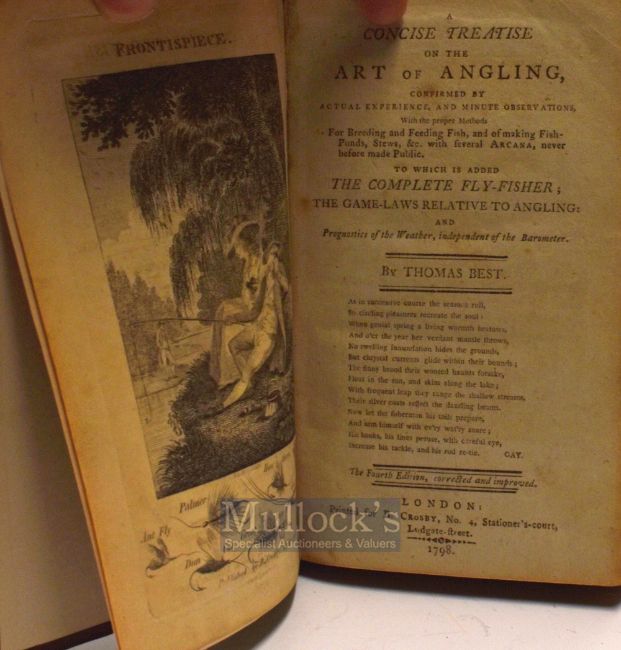 FRONTISPIECE.
Palmer
Ant Fly
Dun
A
CONCISE TREATISE
ON THE
ART OF ANGLING,
CONFIRMED BY
ACTUAL EXPERIENCE, AND MINUTE OBSERVATIONS,
With the proper Methods
For Breeding and Feeding Fish, and of making Fish-
Ponds, Stews, &c. with several ARCANA, never
before made Public.
TO WHICH IS ADDED
THE COMPLETE FLY-FISHER;
THE GAME-LAWS RELATIVE TO ANGLING:
AND
Prognostics of the Weather, independent of the Barometer.
By THOMAS BEST.
As in successive course the seasons roll,
So circling pleasures recreate the soul:
When genial spring a living warmth bestows,
And o'er the year her verdant mantle throws,
No swelling Inundation hides the grounds,
But chrystal currents glide within their bounds;
The finny brood their wonted haunts forsake,
Float in the sun, and skim along the lake;
With frequent leap they range the shallow streams,
Their silver coats reflect the dazzling beams.
Now let the fisherman his toils prepare,
And arm himself with ev'ry wat'ry snare;
His hooks, his lines peruse, with careful eye,
Increase his tackle, and his rod re-tie. GAY.
The Fourth Edition, corrected and improved.
LONDON:
Printed for B. CROSBY, No. 4, Stationer's-court,
Ludgate-street.
1798.
Mullock's
Specialist Auctioneers & Valuers